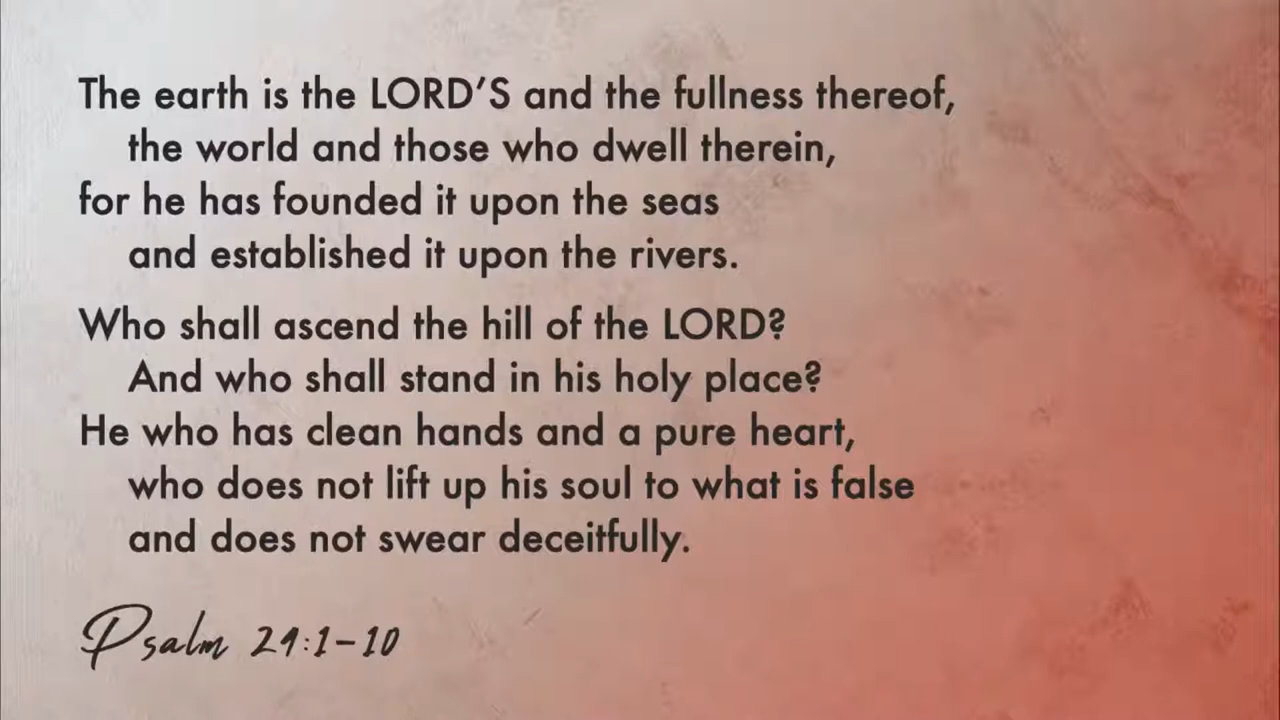 The earth is the LORD’S and the fullness thereof,
the world and those who dwell therein,
for he has founded it upon the seas
and established it upon the rivers.
Who shall ascend the hill of the LORD?
And who shall stand in his holy place?
He who has clean hands and a pure heart,
who does not lift up his soul to what is false
and does not swear deceitfully.
Psalm 24:1–10